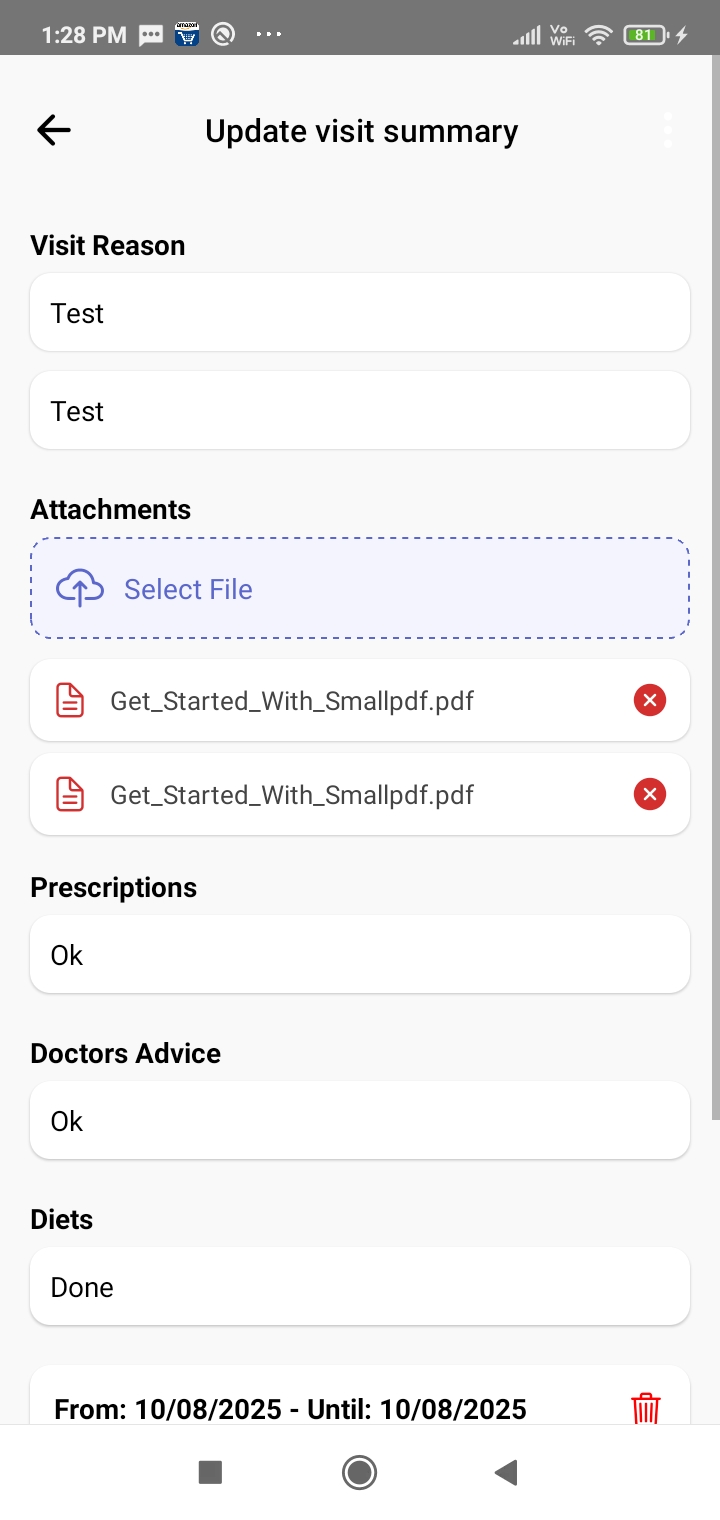 1:28 PM
amazon
Vo
WiFi
81
Update visit summary
Visit Reason
Test
Test
Attachments
Select File
Get_Started_With_Smallpdf.pdf
Get_Started_With_Smallpdf.pdf
Prescriptions
Ok
Doctors Advice
Ok
Diets
Done
From: 10/08/2025 - Until: 10/08/2025